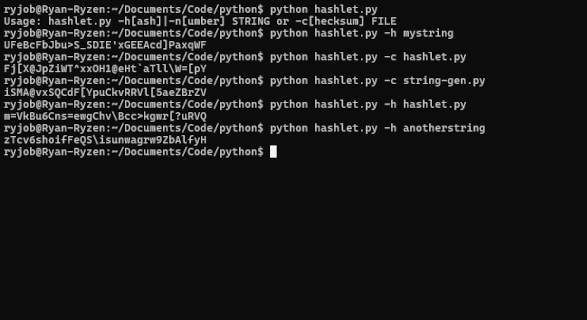 ryjob@Ryan-Ryzen:~/Documents/Code/python$ python hashlet.py
Usage: hashlet.py -h[ash]|-n[umber] STRING or -c[hecksum] FILE
ryjob@Ryan-Ryzen:~/Documents/Code/python$ python hashlet.py -h mystring
UFeBcFbJbu>S_SDIE'xGEEAcd]PaxqWF
ryjob@Ryan-Ryzen:~/Documents/Code/python$ python hashlet.py -c hashlet.py
Fj[X@JpZiWT^xxOH1@eHt`aTll\W=[pY
ryjob@Ryan-Ryzen:~/Documents/Code/python$ python hashlet.py -c string-gen.py
iSMA@vxSQCdF[YpuCkvRRVl[5aeZBrZV
ryjob@Ryan-Ryzen:~/Documents/Code/python$ python hashlet.py -h hashlet.py
m=VkBu6Cns=ewgChv\Bcc>kgwr[?uRVQ
ryjob@Ryan-Ryzen:~/Documents/Code/python$ python hashlet.py -h anotherstring
zTcv6shoifFeQS\isunwagrw9ZbAlfyH
ryjob@Ryan-Ryzen:~/Documents/Code/python$